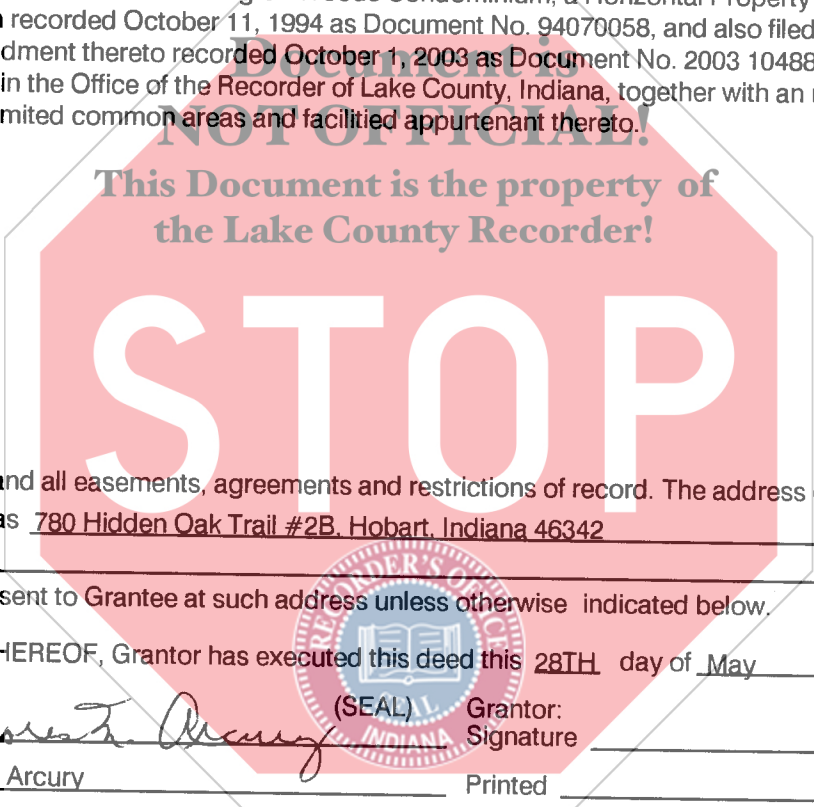 Condominium, a Horizontal Property
recorded October 11, 1994 as Document No. 94070058, and also filed
dment thereto recorded October 1, 2003 as Document No. 2003 10488
in the Office of the Recorder of Lake County, Indiana, together with an
mited common areas and facilitied appurtenant thereto.
Document is
NOT OFFICIAL!
This Document is the property of
the Lake County Recorder!
STOP
nd all easements, agreements and restrictions of record. The address
as 780 Hidden Oak Trail #2B, Hobart, Indiana 46342
sent to Grantee at such address unless otherwise indicated below.
HEREOF, Grantor has executed this deed this 28TH day of May
(SEAL) Grantor:
Arcury Signature
Arcury Printed
RECORDER'S OFFICE
SEAL
INDIANA